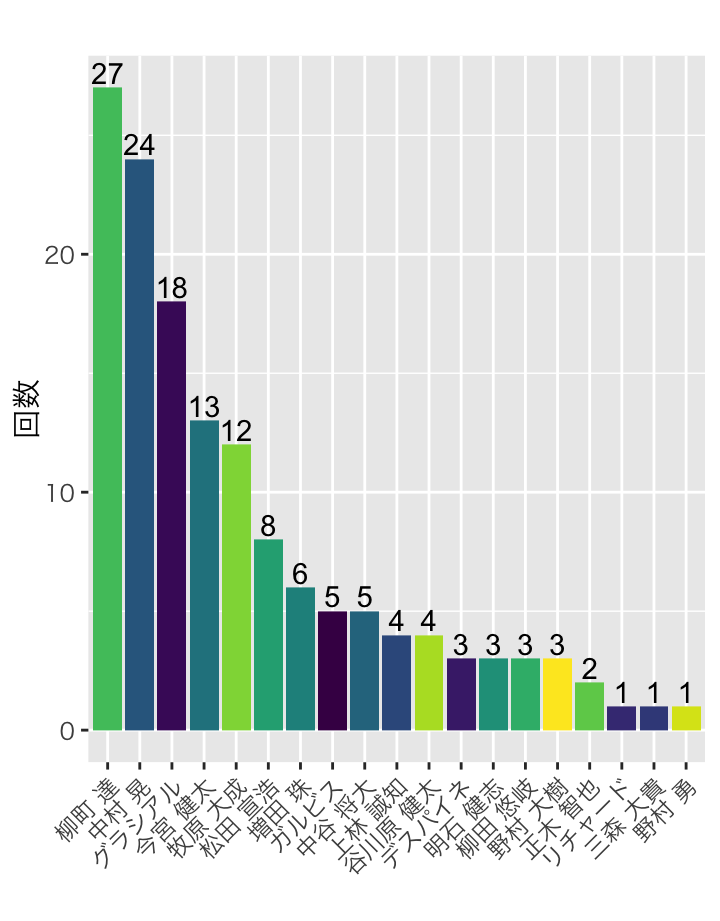 27
24
18
13
12
8
6
5
5
4
4
3
3
3
3
2
1
1
1
20
10
0
回数
柳町 達
中村 晃
グラシアル
今宮 健太
牧原 大成
松田 宣浩
増田 珠
ガルビス
中谷 将大
上林 誠知
谷川原 健太
デスパイネ
明石 健志
柳田 悠岐
野村 大樹
正木 智也
リチャード
三森 大貴
野村 勇